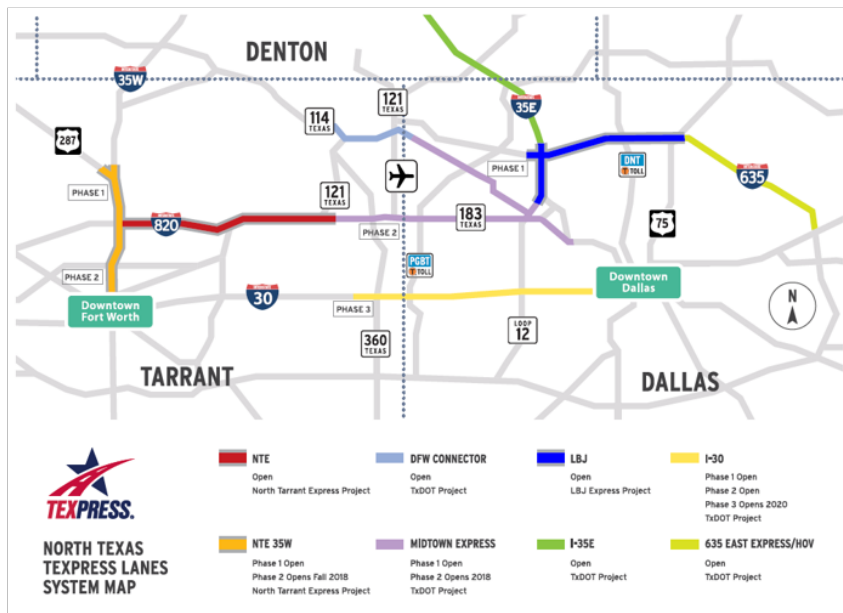 DENTON
INTERSTATE
35W
287
114
TEXAS
121
TEXAS
INTERSTATE
35E
PHASE 1
DNT
TOLL
INTERSTATE
635
PHASE 1
121
TEXAS
INTERSTATE
820
183
TEXAS
PHASE 2
75
PHASE 2
PGBT
TOLL
Downtown
Fort Worth
INTERSTATE
30
PHASE 3
Downtown
Dallas
N
360
TEXAS
LOOP
12
TARRANT
DALLAS
TEXPRESS.
NORTH TEXAS
TEXPRESS LANES
SYSTEM MAP
NTE
Open
North Tarrant Express Project
DFW CONNECTOR
Open
TxDOT Project
LBJ
Open
LBJ Express Project
I-30
Phase 1 Open
Phase 2 Open
Phase 3 Opens 2020
TxDOT Project
NTE 35W
Phase 1 Open
Phase 2 Opens Fall 2018
North Tarrant Express Project
MIDTOWN EXPRESS
Phase 1 Open
Phase 2 Opens 2018
TxDOT Project
I-35E
Open
TxDOT Project
635 EAST EXPRESS/HOV
Open
TxDOT Project